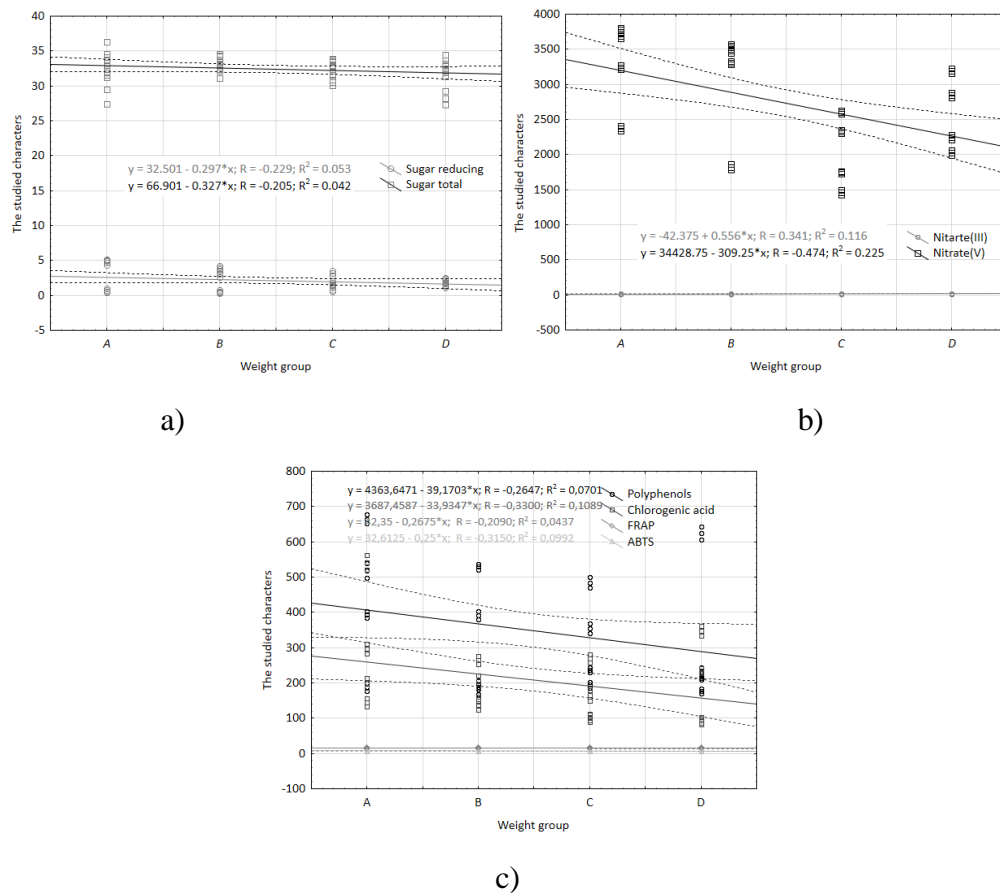 40
35
30
25
20
15
10
5
0
-5
The studied characters
y = 32.501 - 0.297*x; R = -0.229; R² = 0.053
y = 66.901 - 0.327*x; R = -0.205; R² = 0.042
Sugar reducing
Sugar total
A B C D
Weight group
a)
4000
3500
3000
2500
2000
1500
1000
500
0
-500
The studied characters
y = -42.375 + 0.556*x; R = 0.341; R² = 0.116
y = 34428.75 - 309.25*x; R = -0.474; R² = 0.225
Nitarte(III)
Nitrate(V)
A B C D
Weight group
b)
800
700
600
500
400
300
200
100
0
-100
The studied characters
y = 4363,6471 - 39,1703*x; R = -0,2647; R² = 0,0701
y = 3687,4587 - 33,9347*x; R = -0,3300; R² = 0,1089
- 0.2675*x; R = -0,2090; R² = 0,0437
y = 32,6125 - 0,25*x; R = -0,3150; R² = 0,0992
Polyphenols
Chlorogenic acid
FRAP
ABTS
A B C D
Weight group
c)